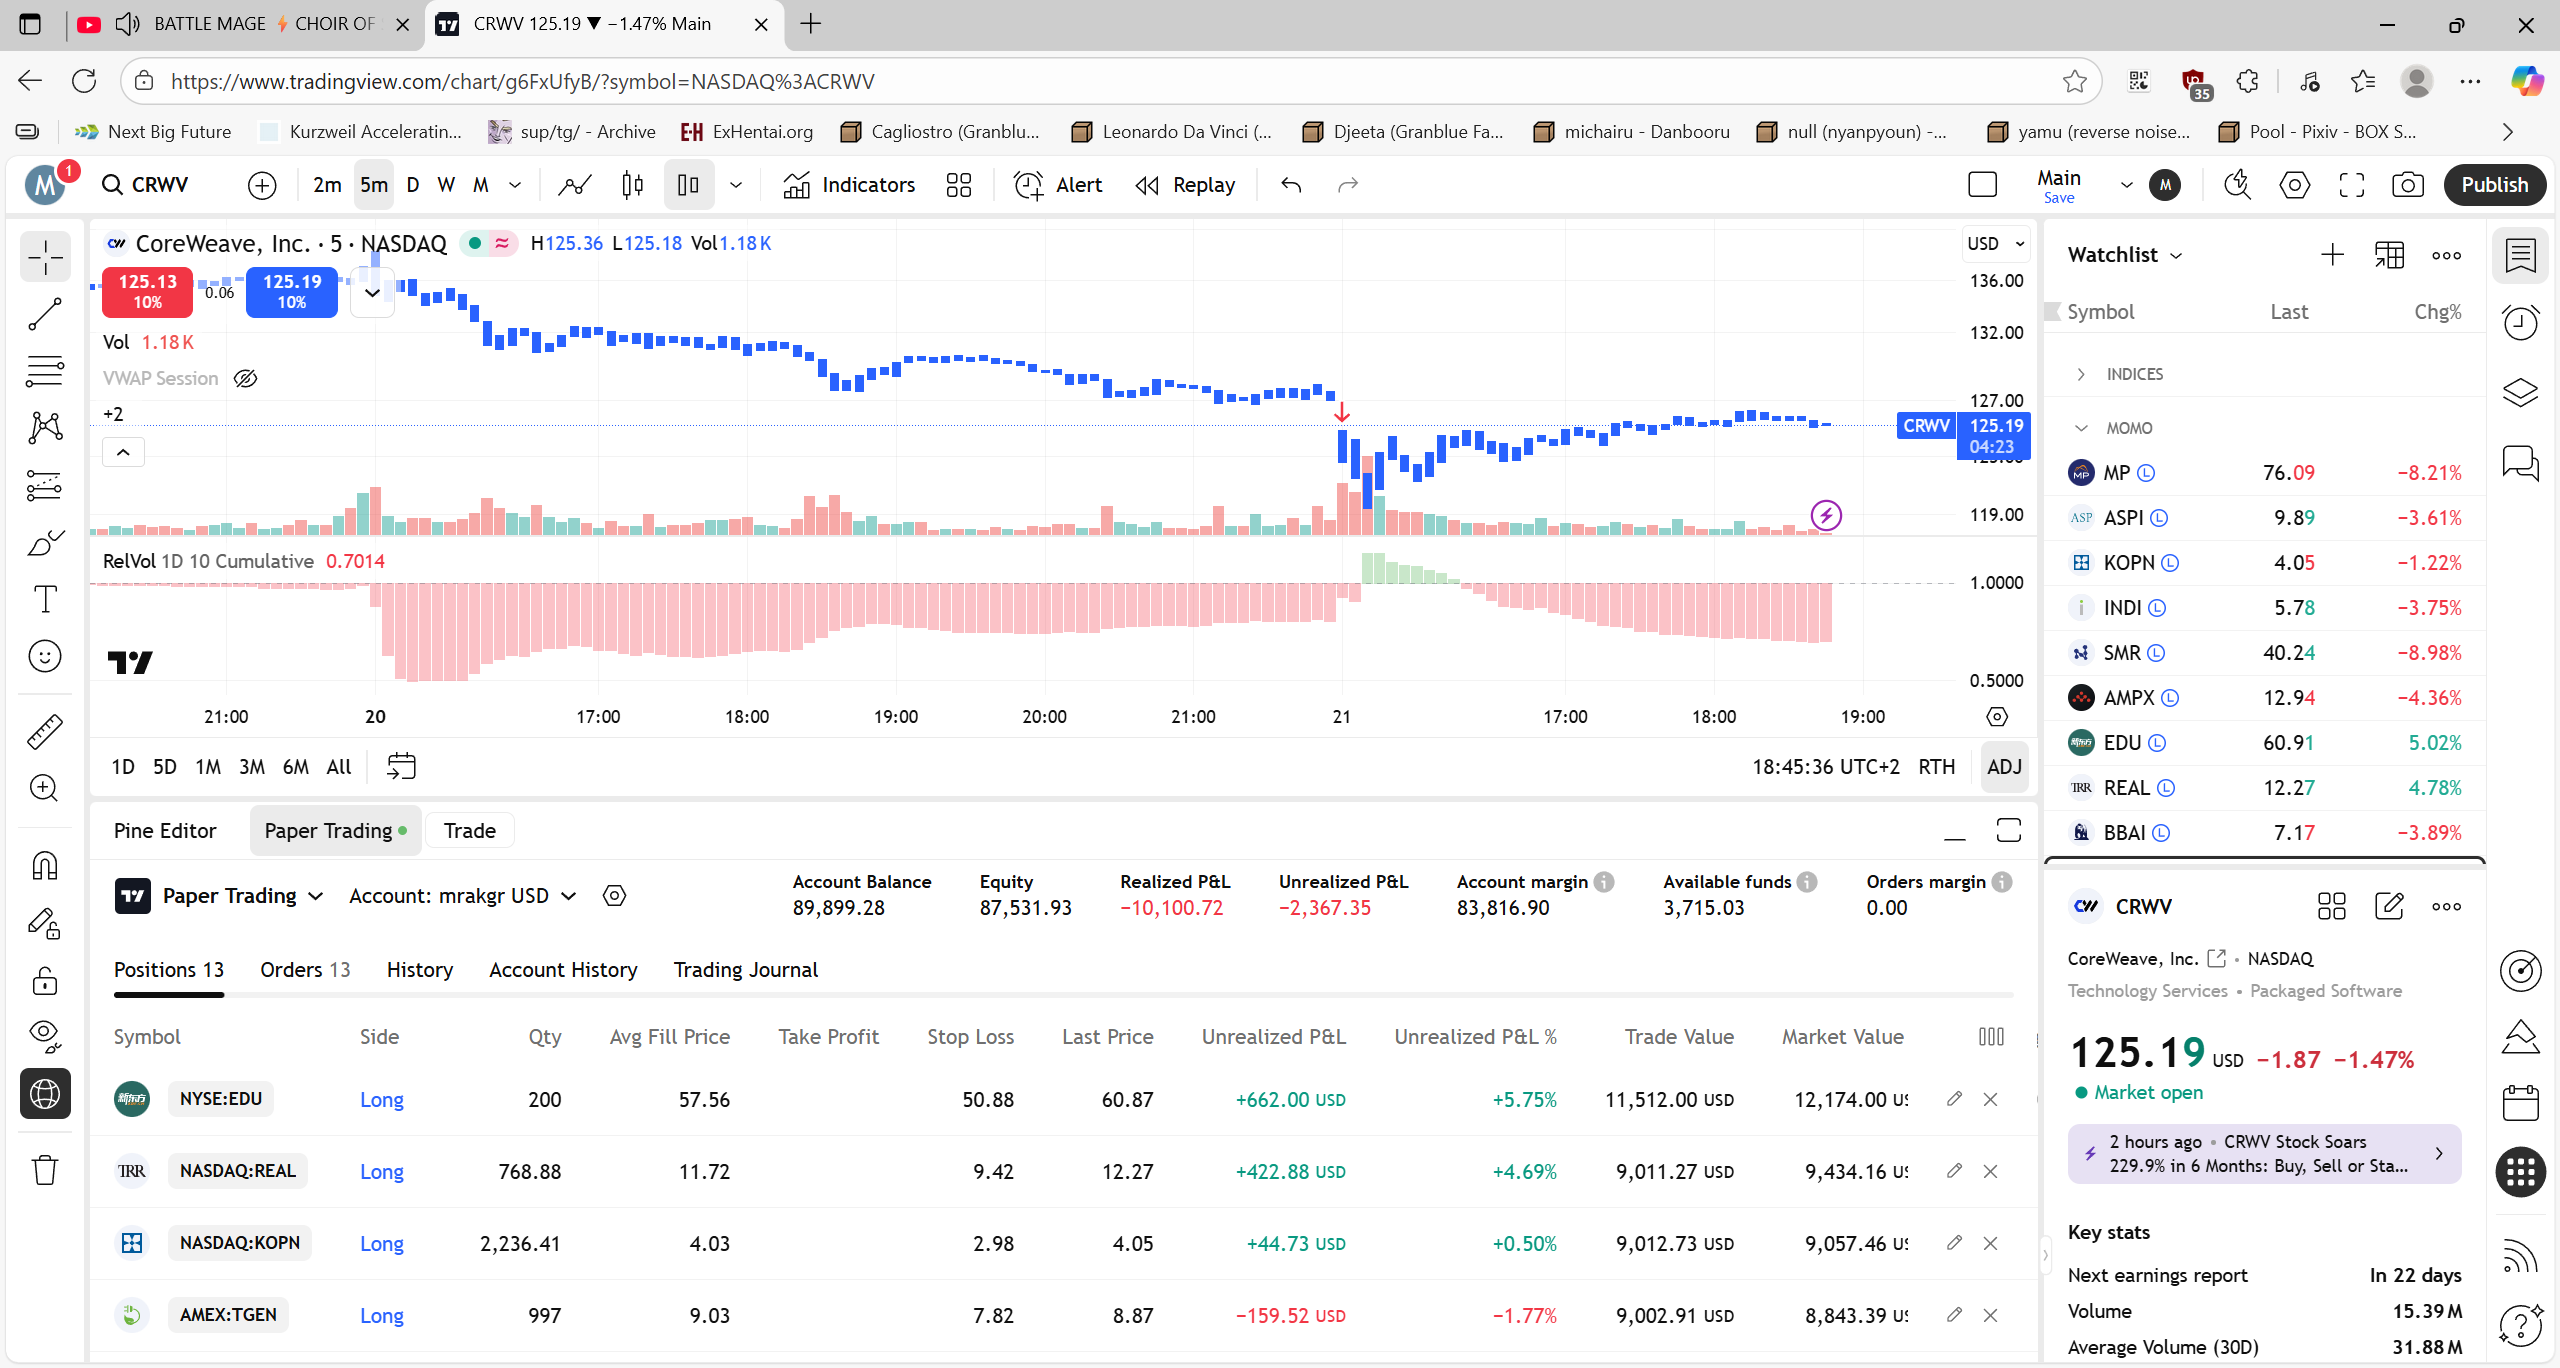 BATTLE MAGE ⚡ CHOIR OF
CRWV 125.19 ▼ −1.47% Main
https://www.tradingview.com/chart/g6FxUfyB/?symbol=NASDAQ%3ACRWV
35
Next Big Future
Kurzweil Acceleratin...
sup/tg/ - Archive
E-H ExHentai.org
Cagliostro (Granblu...
Leonardo Da Vinci (...
Djeeta (Granblue Fa...
michairu - Danbooru
null (nyanpyoun) -...
yamu (reverse noise...
Pool - Pixiv - BOX S...
M 1
CRWV
2m 5m D W M
Indicators
Alert
Replay
Main
Save
M
Publish
CoreWeave, Inc. · 5 · NASDAQ
H125.36 L125.18 Vol1.18 K
USD
125.13
10%
0.06
125.19
10%
Vol 1.18 K
VWAP Session
+2
136.00
132.00
127.00
CRWV 125.19
04:23
119.00
RelVol 1D 10 Cumulative 0.7014
1.0000
0.5000
21:00 20 17:00 18:00 19:00 20:00 21:00 21 17:00 18:00 19:00
1D 5D 1M 3M 6M All
18:45:36 UTC+2 RTH ADJ
Pine Editor Paper Trading Trade
Paper Trading
Account: mrakgr USD
Account Balance
89,899.28
Equity
87,531.93
Realized P&L
−10,100.72
Unrealized P&L
−2,367.35
Account margin
83,816.90
Available funds
3,715.03
Orders margin
0.00
Positions 13 Orders 13 History Account History Trading Journal
Symbol Side Qty Avg Fill Price Take Profit Stop Loss Last Price Unrealized P&L Unrealized P&L % Trade Value Market Value
NYSE:EDU Long 200 57.56 50.88 60.87 +662.00 USD +5.75% 11,512.00 USD 12,174.00
TRR NASDAQ:REAL Long 768.88 11.72 9.42 12.27 +422.88 USD +4.69% 9,011.27 USD 9,434.16
NASDAQ:KOPN Long 2,236.41 4.03 2.98 4.05 +44.73 USD +0.50% 9,012.73 USD 9,057.46
AMEX:TGEN Long 997 9.03 7.82 8.87 −159.52 USD −1.77% 9,002.91 USD 8,843.39
Watchlist
Symbol Last Chg%
INDICES
MOMO
MP MP L 76.09 −8.21%
ASP ASPI L 9.89 −3.61%
KOPN L 4.05 −1.22%
INDI L 5.78 −3.75%
SMR L 40.24 −8.98%
AMPX L 12.94 −4.36%
EDU L 60.91 5.02%
TRR REAL L 12.27 4.78%
BBAI L 7.17 −3.89%
CRWV
CoreWeave, Inc. • NASDAQ
Technology Services • Packaged Software
125.19 USD −1.87 −1.47%
Market open
2 hours ago • CRWV Stock Soars
229.9% in 6 Months: Buy, Sell or Sta...
Key stats
Next earnings report In 22 days
Volume 15.39 M
Average Volume (30D) 31.88 M